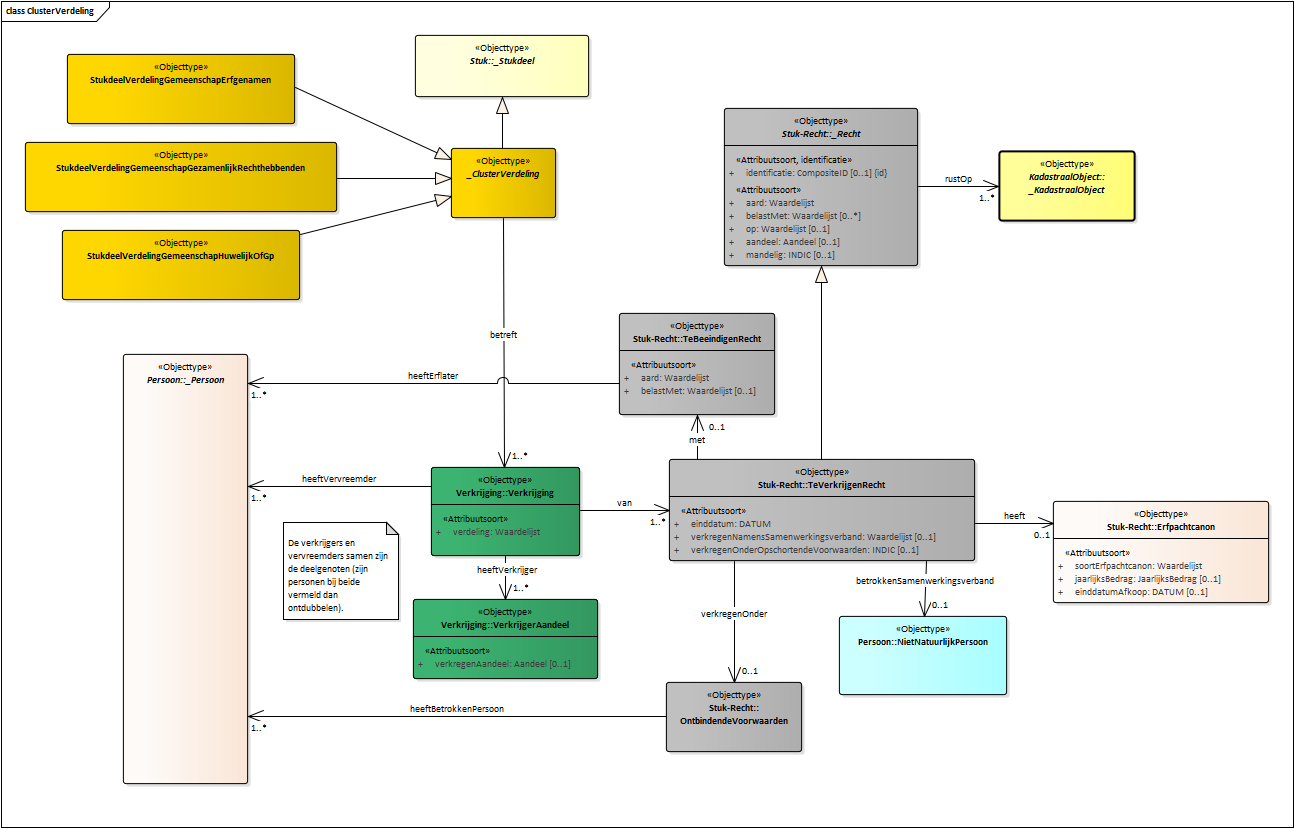 class ClusterVerdeling
«Objecttype»
Stuk::_Stukdeel
«Objecttype»
StukdeelVerdelingGemeenschapErfgenamen
«Objecttype»
StukdeelVerdelingGemeenschapGezamenlijkRechthebbenden
«Objecttype»
_ClusterVerdeling
«Objecttype»
StukdeelVerdelingGemeenschapHuwelijkOfGp
«Objecttype»
Stuk-Recht::_Recht
«Attribuutsoort, identificatie»
+ identificatie: CompositeID [0..1] {id}
«Attribuutsoort»
+ aard: Waardelijst
+ belastMet: Waardelijst [0..*]
+ op: Waardelijst [0..1]
+ aandeel: Aandeel [0..1]
+ mandelig: INDIC [0..1]
rustOp
1..*
«Objecttype»
KadastraalObject::
_KadastraalObject
betreft
1..*
«Objecttype»
Stuk-Recht::TeBeeindigenRecht
«Attribuutsoort»
+ aard: Waardelijst
+ belastMet: Waardelijst [0..1]
heeftErflater
1..*
«Objecttype»
Persoon::_Persoon
met
0..1
heeftVervreemder
1..*
«Objecttype»
Verkrijging::Verkrijging
«Attribuutsoort»
+ verdeling: Waardelijst
van
1..*
«Objecttype»
Stuk-Recht::TeVerkrijgenRecht
«Attribuutsoort»
+ einddatum: DATUM
+ verkregenNamensSamenwerkingsverband: Waardelijst [0..1]
+ verkregenOnderOpschortendeVoorwaarden: INDIC [0..1]
heeft
0..1
«Objecttype»
Stuk-Recht::Erfpachtcanon
«Attribuutsoort»
+ soortErfpachtcanon: Waardelijst
+ jaarlijksBedrag: JaarlijksBedrag [0..1]
+ einddatumAfkoop: DATUM [0..1]
De verkrijgers en
vervreemders samen zijn
de deelgenoten (zijn
personen bij beide
vermeld dan
ontdubbelen).
heeftVerkrijger
1..*
«Objecttype»
Verkrijging::VerkrijgerAandeel
«Attribuutsoort»
+ verkregenAandeel: Aandeel [0..1]
betrokkenSamenwerkingsverband
0..1
«Objecttype»
Persoon::NietNatuurlijkPersoon
verkregenOnder
0..1
«Objecttype»
Stuk-Recht::
OntbindendeVoorwaarden
heeftBetrokkenPersoon
1..*